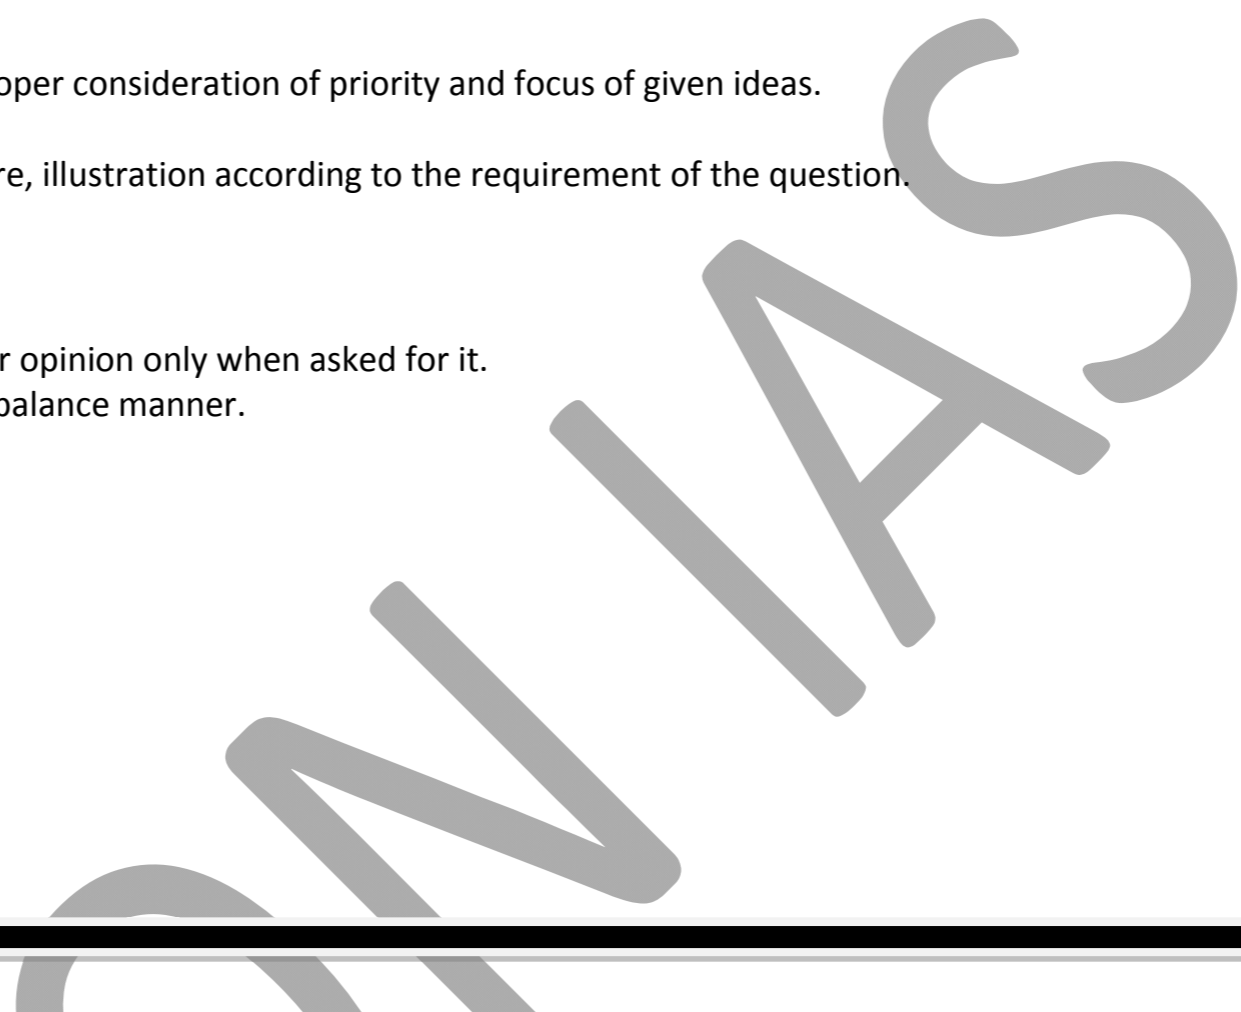 oper consideration of priority and focus of given ideas.
re, illustration according to the requirement of the question.
r opinion only when asked for it.
balance manner.
ON IAS